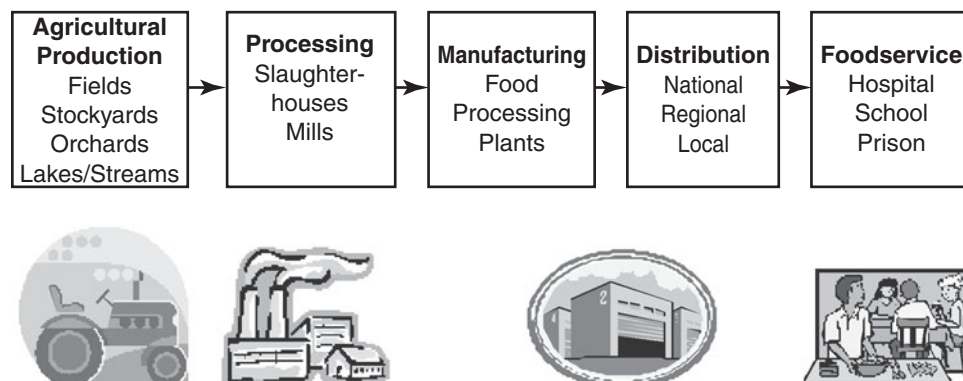 Agricultural
Production
Fields
Stockyards
Orchards
Lakes/Streams
Processing
Slaughter-
houses
Mills
Manufacturing
Food
Processing
Plants
Distribution
National
Regional
Local
Foodservice
Hospital
School
Prison
2